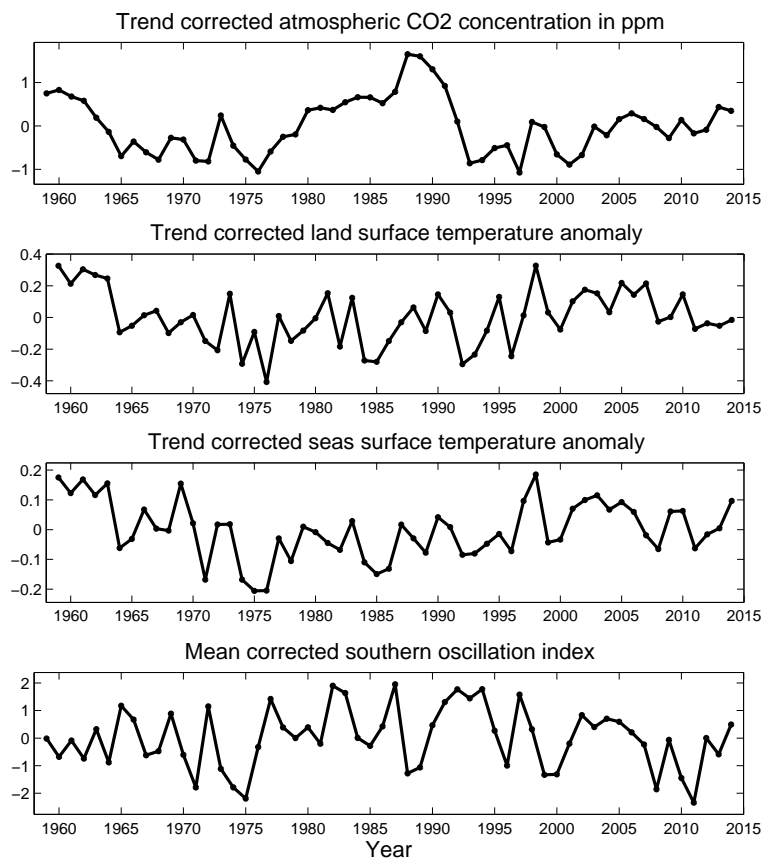 Trend corrected atmospheric CO2 concentration in ppm
1
0
−1
1960 1965 1970 1975 1980 1985 1990 1995 2000 2005 2010 2015
Trend corrected land surface temperature anomaly
0.4
0.2
0
−0.2
−0.4
1960 1965 1970 1975 1980 1985 1990 1995 2000 2005 2010 2015
Trend corrected seas surface temperature anomaly
0.2
0.1
0
−0.1
−0.2
1960 1965 1970 1975 1980 1985 1990 1995 2000 2005 2010 2015
Mean corrected southern oscillation index
2
1
0
−1
−2
1960 1965 1970 1975 1980 1985 1990 1995 2000 2005 2010 2015
Year